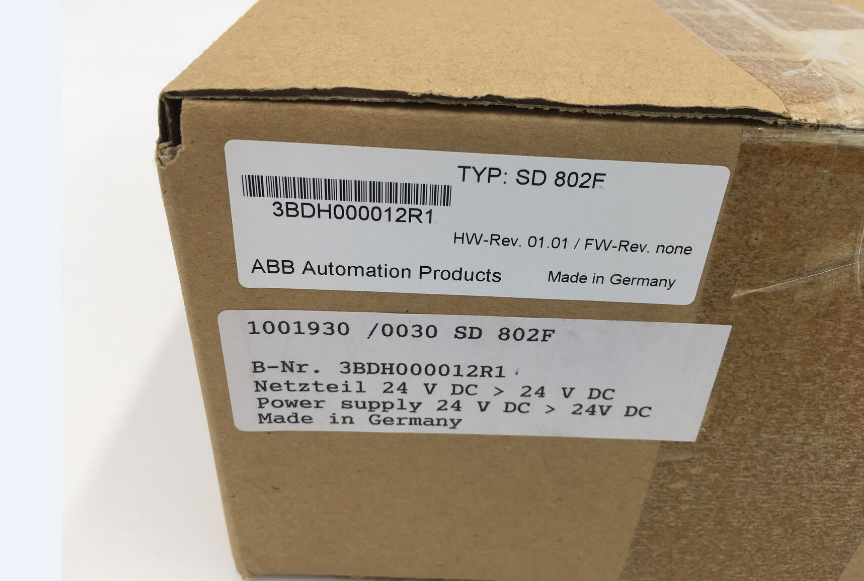 TYP: SD 802F
3BDH000012R1
HW-Rev. 01.01 / FW-Rev. none
ABB Automation Products Made in Germany
1001930 /0030 SD 802F
B-Nr. 3BDH000012R1
Netzteil 24 V DC > 24 V DC
Power supply 24 V DC > 24V DC
Made in Germany